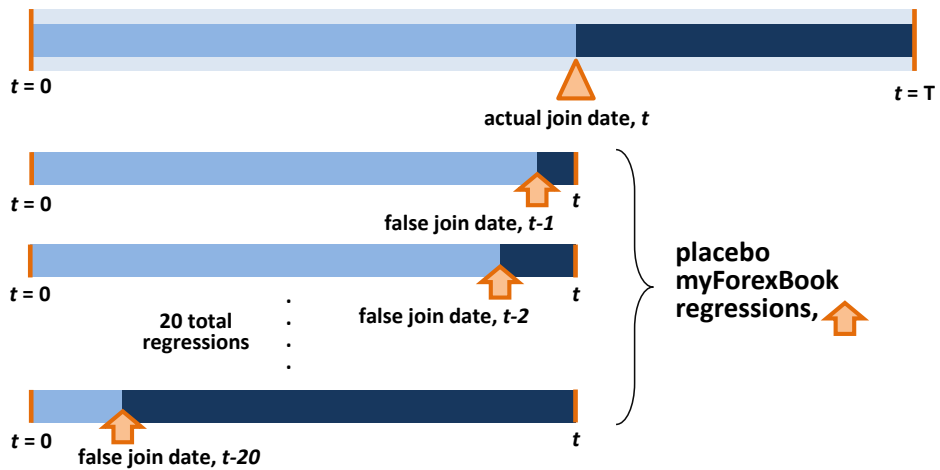 t = 0
t = T
actual join date, t
t = 0
t
false join date, t-1
t = 0
t
false join date, t-2
20 total
regressions
placebo
myForexBook
regressions,
t = 0
t
false join date, t-20